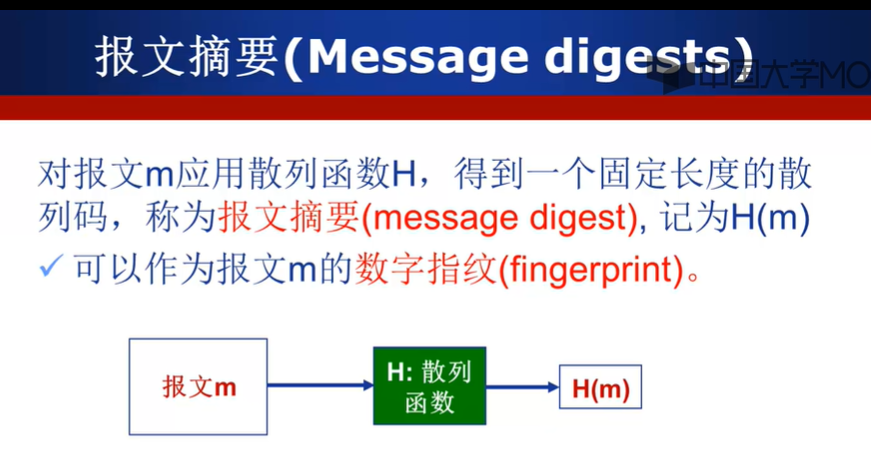 报文摘要(Message digests)
中国大学MO
对报文m应用散列函数H，得到一个固定长度的散
列码，称为报文摘要(message digest), 记为H(m)
✓ 可以作为报文m的数字指纹(fingerprint)。
报文m
H: 散列
函数
H(m)